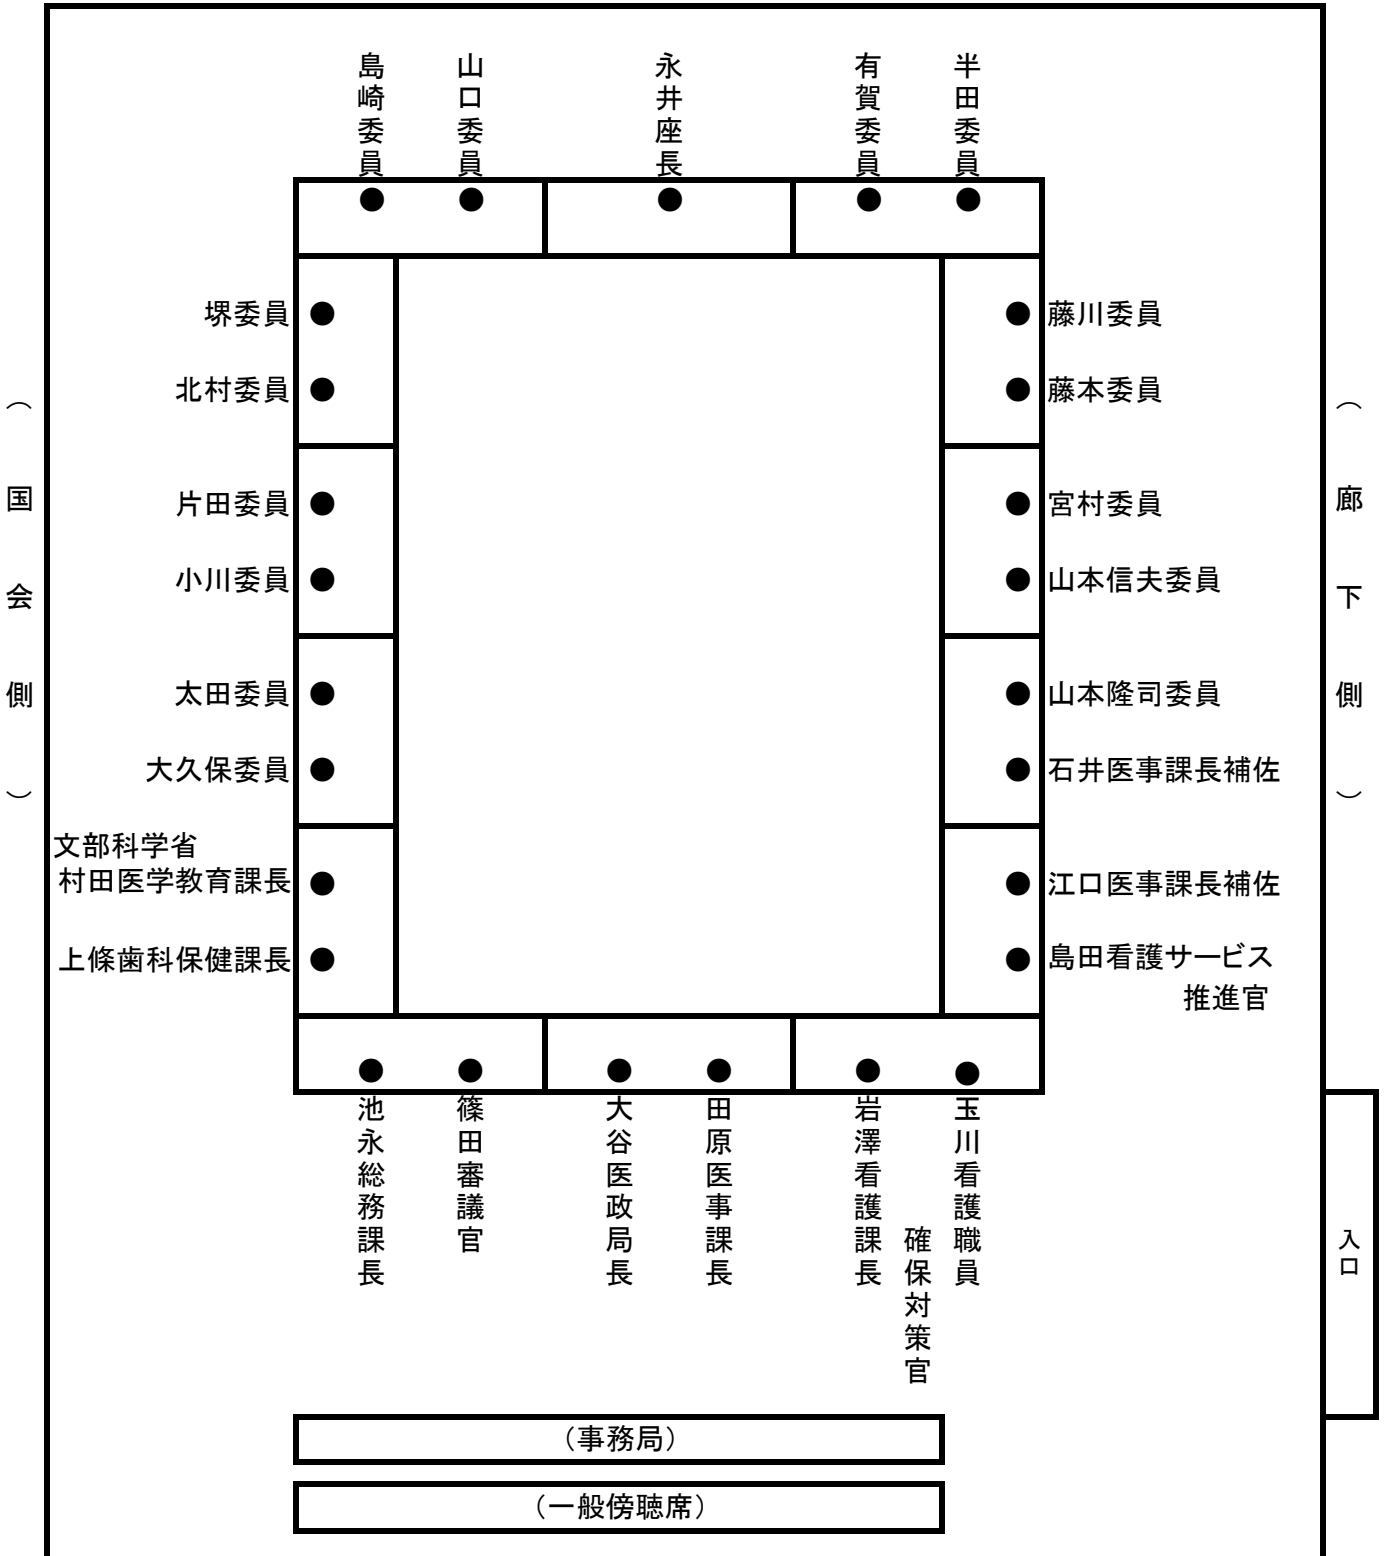 島崎委員
山口委員
永井座長
有賀委員
半田委員
堺委員
藤川委員
北村委員
藤本委員
片田委員
宮村委員
小川委員
山本信夫委員
太田委員
山本隆司委員
大久保委員
石井医事課長補佐
文部科学省
村田医学教育課長
江口医事課長補佐
上條歯科保健課長
島田看護サービス
推進官
（国会側）
（廊下側）
池永総務課長
篠田審議官
大谷医政局長
田原医事課長
岩澤看護課長
玉川看護職員
確保対策官
入口
（事務局）
（一般傍聴席）